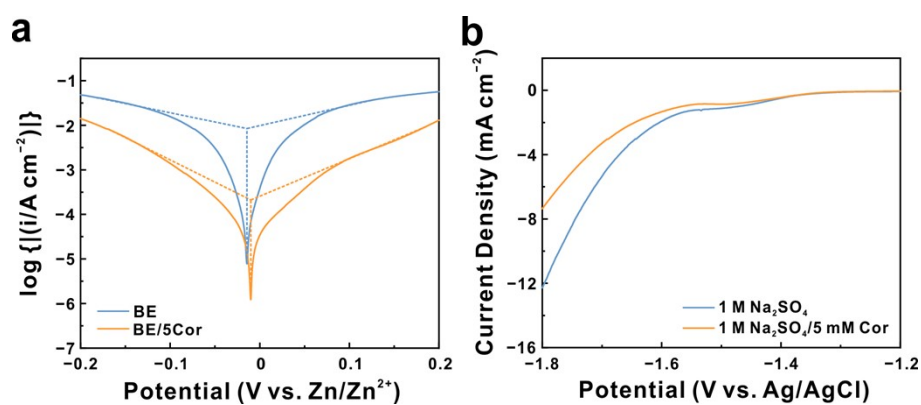 a
log {|(i/A cm⁻²)|}
−1
−2
−3
−4
−5
−6
−7
BE
BE/5Cor
−0.2
−0.1
0
0.1
0.2
Potential (V vs. Zn/Zn²⁺)
b
Current Density (mA cm⁻²)
0
−4
−8
−12
−16
1 M Na₂SO₄
1 M Na₂SO₄/5 mM Cor
−1.8
−1.6
−1.4
−1.2
Potential (V vs. Ag/AgCl)